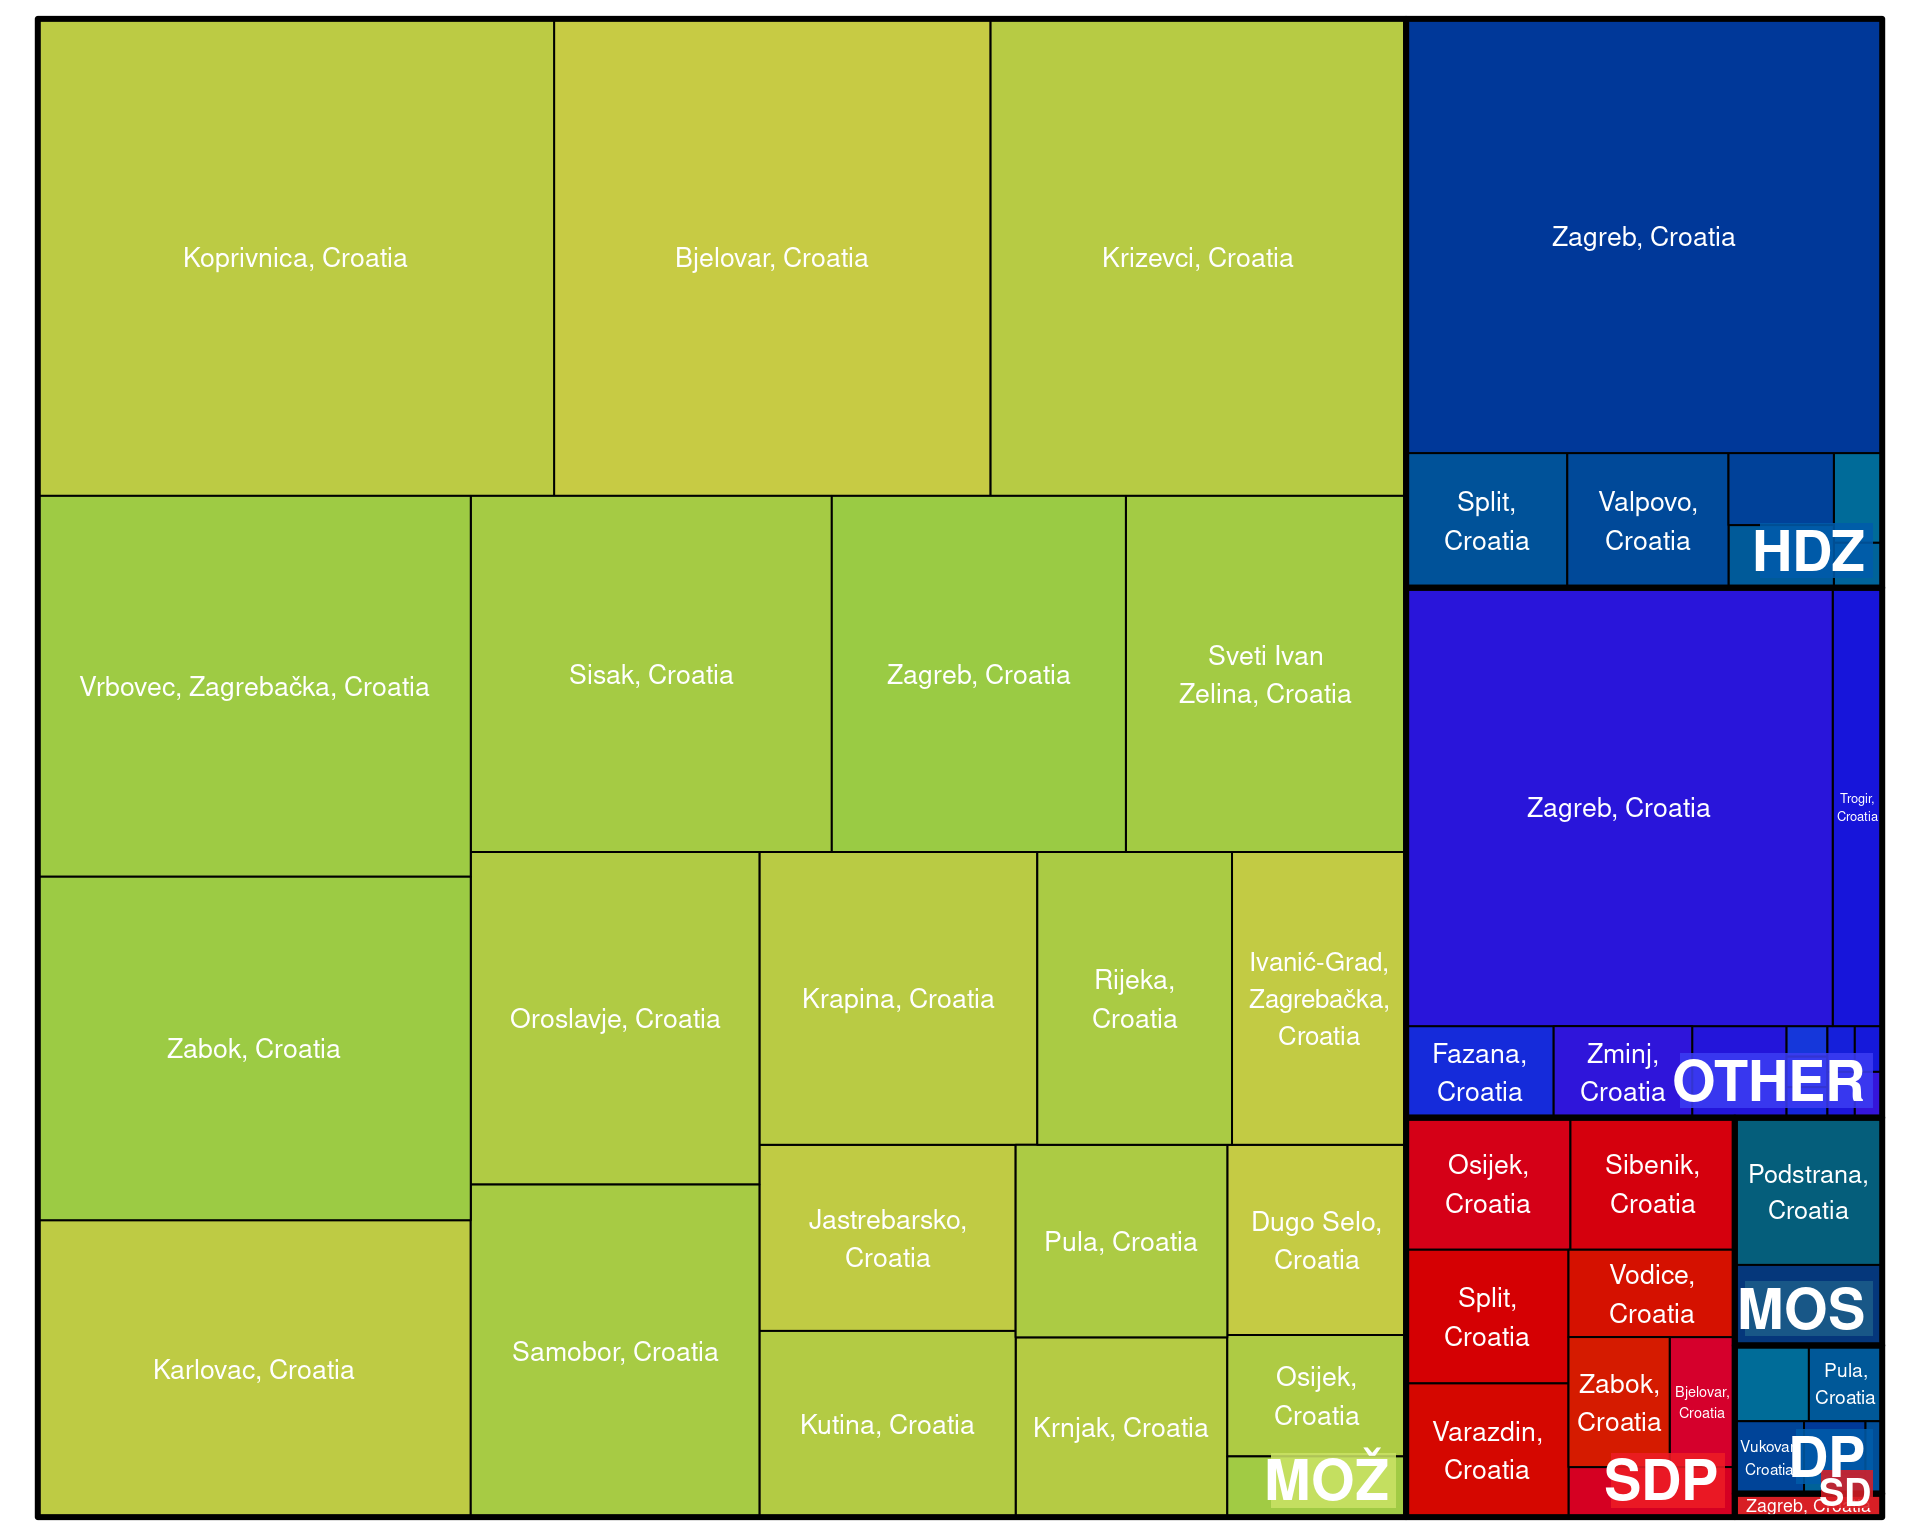 Koprivnica, Croatia
Bjelovar, Croatia
Krizevci, Croatia
Vrbovec, Zagrebačka, Croatia
Sisak, Croatia
Zagreb, Croatia
Sveti Ivan
Zelina, Croatia
Zabok, Croatia
Oroslavje, Croatia
Krapina, Croatia
Rijeka,
Croatia
Ivanić-Grad,
Zagrebačka,
Croatia
Karlovac, Croatia
Samobor, Croatia
Jastrebarsko,
Croatia
Pula, Croatia
Dugo Selo,
Croatia
Kutina, Croatia
Krnjak, Croatia
Osijek,
Croatia
MOŽ
Zagreb, Croatia
Split,
Croatia
Valpovo,
Croatia
HDZ
Zagreb, Croatia
Trogir,
Croatia
Fazana,
Croatia
Zminj,
Croatia
OTHER
Osijek,
Croatia
Sibenik,
Croatia
Split,
Croatia
Vodice,
Croatia
Zabok,
Croatia
Bjelovar,
Croatia
Varazdin,
Croatia
SDP
Podstrana,
Croatia
MOS
Pula,
Croatia
Vukovar,
Croatia
DP
Zagreb, Croatia
SD